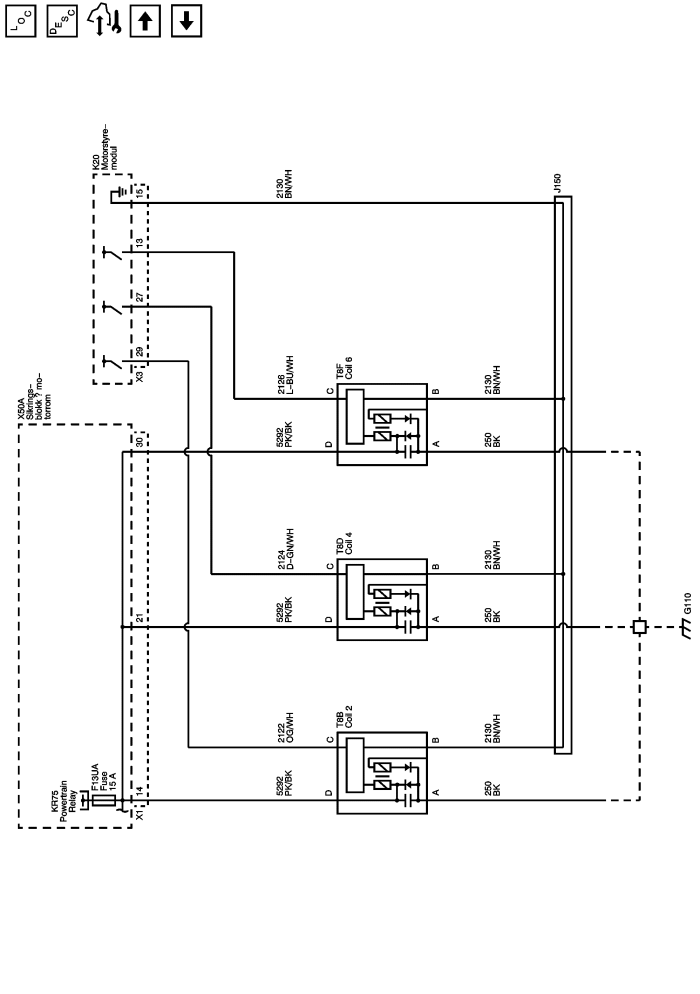 LOC
DESC
K20
Motorstyre–
modul
X50A
Sikrings–
blokk ? mo–
torrom
KR75
Powertrain
Relay
F13UA
Fuse
15 A
X1
14
21
30
X3
29
27
13
15
2130
BN/WH
J150
5292
PK/BK
2122
OG/WH
D
C
T8B
Coil 2
A
B
250
BK
2130
BN/WH
5292
PK/BK
2124
D–GN/WH
D
C
T8D
Coil 4
A
B
250
BK
2130
BN/WH
5292
PK/BK
2126
L–BU/WH
D
C
T8F
Coil 6
A
B
250
BK
2130
BN/WH
G110